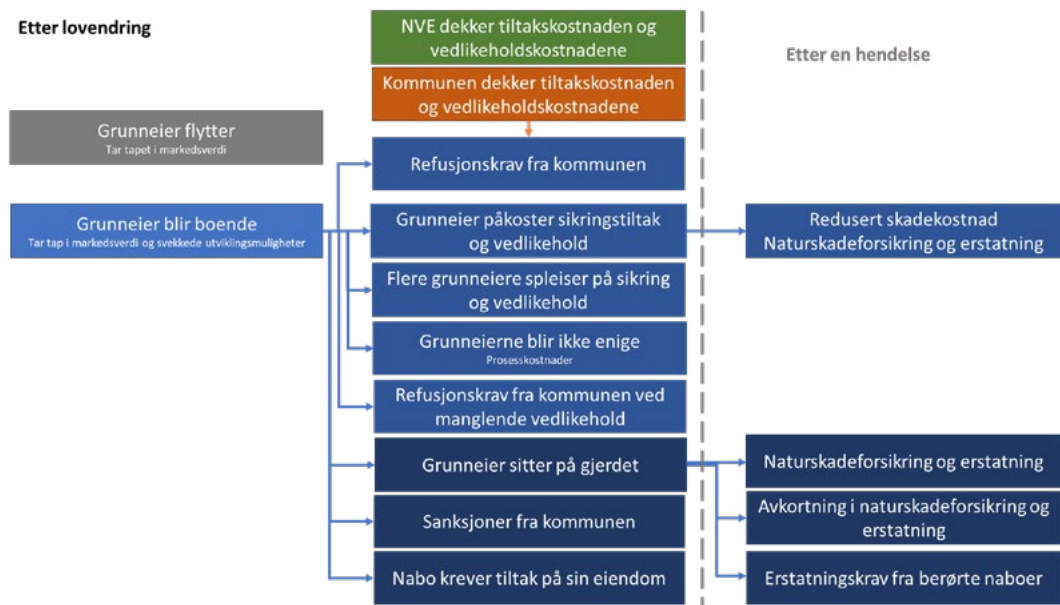 Etter lovendring
NVE dekker tiltakskostnaden og
vedlikeholdskostnadene
Etter en hendelse
Kommunen dekker tiltakskostnaden
og vedlikeholdskostnadene
Grunneier flytter
Tar tapet i markedsverdi
Refusjonskrav fra kommunen
Grunneier blir boende
Tar tap i markedsverdi og svekkede utviklingsmuligheter
Grunneier påkoster sikringstiltak
og vedlikehold
Redusert skadekostnad
Naturskadeforsikring og erstatning
Flere grunneiere spleiser på sikring
og vedlikehold
Grunneierne blir ikke enige
Prosesskostnader
Refusjonskrav fra kommunen ved
manglende vedlikehold
Grunneier sitter på gjerdet
Naturskadeforsikring og erstatning
Sanksjoner fra kommunen
Avkortning i naturskadeforsikring og
erstatning
Nabo krever tiltak på sin eiendom
Erstatningskrav fra berørte naboer